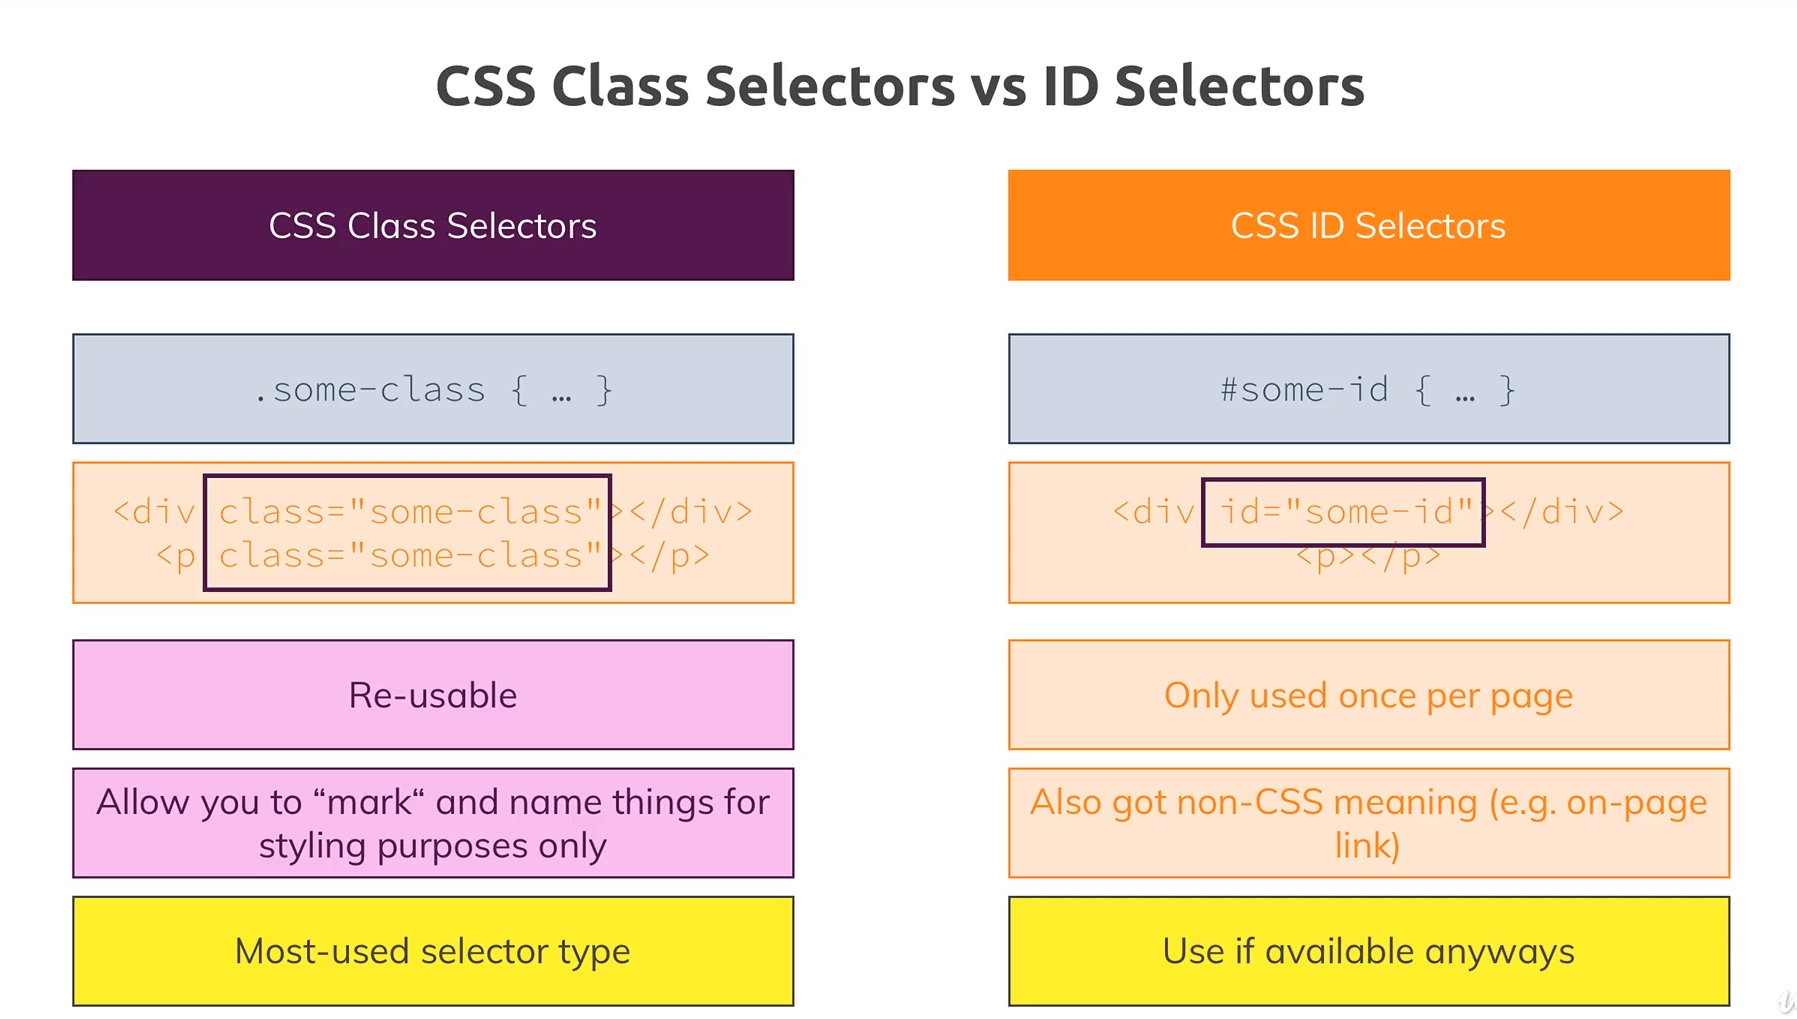 CSS Class Selectors vs ID Selectors
CSS Class Selectors
.some-class { … }
<div class="some-class"></div>
<p class="some-class"></p>
Re-usable
Allow you to “mark“ and name things for
styling purposes only
Most-used selector type
CSS ID Selectors
#some-id { … }
<div id="some-id"></div>
<p></p>
Only used once per page
Also got non-CSS meaning (e.g. on-page
link)
Use if available anyways